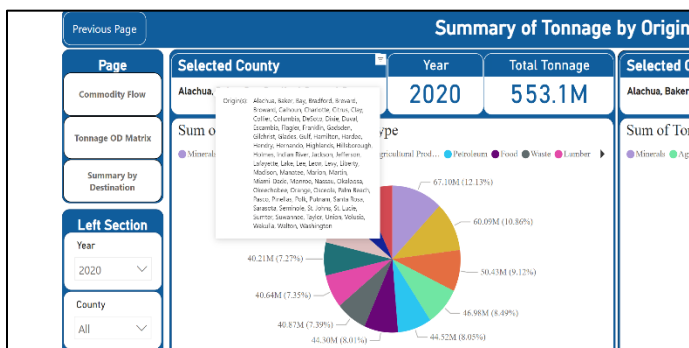 Previous Page
Summary of Tonnage by Origin
Page
Commodity Flow
Tonnage OD Matrix
Summary by
Destination
Left Section
Year
2020
County
All
Selected County
Alachua,
Year
2020
Total Tonnage
553.1M
Selected
Alachua, Baker
Origin(s)
Alachua, Baker, Bay, Bradford, Brevard,
Broward, Calhoun, Charlotte, Citrus, Clay,
Collier, Columbia, DeSoto, Dixie, Duval,
Escambia, Flagler, Franklin, Gadsden,
Gilchrist, Glades, Gulf, Hamilton, Hardee,
Hendry, Hernando, Highlands, Hillsborough,
Holmes, Indian River, Jackson, Jefferson,
Lafayette, Lake, Lee, Leon, Levy, Liberty,
Madison, Manatee, Marion, Martin,
Miami-Dade, Monroe, Nassau, Okaloosa,
Okeechobee, Orange, Osceola, Palm Beach,
Pasco, Pinellas, Polk, Putnam, Santa Rosa,
Sarasota, Seminole, St. Johns, St. Lucie,
Sumter, Suwannee, Taylor, Union, Volusia,
Wakulla, Walton, Washington
Sum o
ype
Minerals
gricultural Prod... Petroleum Food Waste Lumber
67.10M (12.13%)
60.09M (10.86%)
50.43M (9.12%)
46.98M (8.49%)
44.52M (8.05%)
44.30M (8.01%)
40.87M (7.39%)
40.64M (7.35%)
40.21M (7.27%)
Sum of To
Minerals Ag